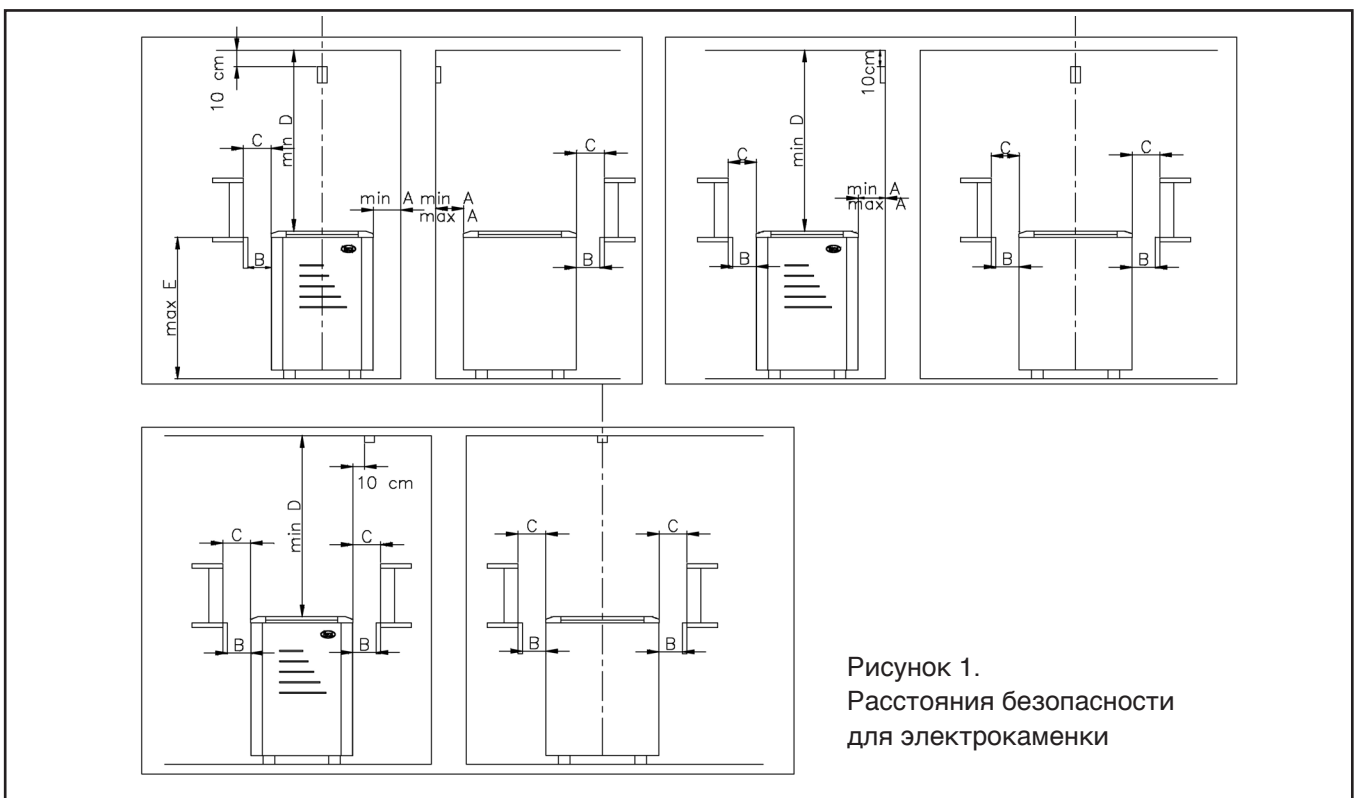 10 cm
min D
C
B
max E
min A
min A
max A
C
B
10cm
min D
C
B
min A
max A
C
C
B
B
10 cm
min D
C
C
B
B
C
C
B
B
Рисунок 1.
Расстояния безопасности
для электрокаменки